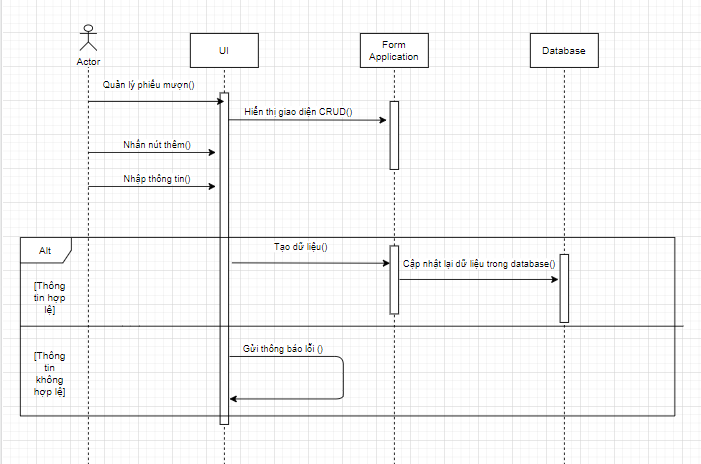 Actor
UI
Form
Application
Database
Quản lý phiếu mượn()
Hiển thị giao diện CRUD()
Nhấn nút thêm()
Nhập thông tin()
Alt
Tạo dữ liệu()
Cập nhật lại dữ liệu trong database()
[Thông
tin hợp
lệ]
Gửi thông báo lỗi ()
[Thông
tin
không
hợp lệ]